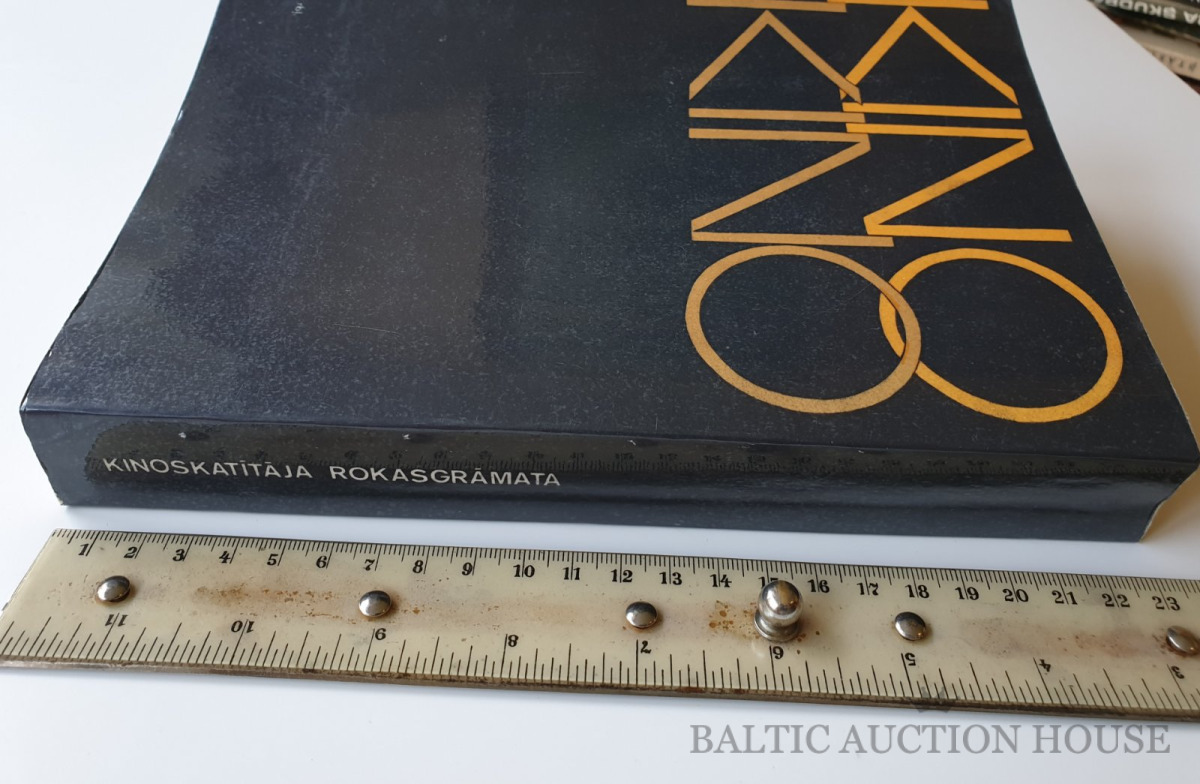 KINO
KINO
KINOSKATĪTĀJA ROKASGRĀMATA
1 2 3 4 5 6 7 8 9 10 11 12 13 14 15 16 17 18 19 20 21 22 23
11 10 9 8 7 6 5 4 3
BALTIC AUCTION HOUSE